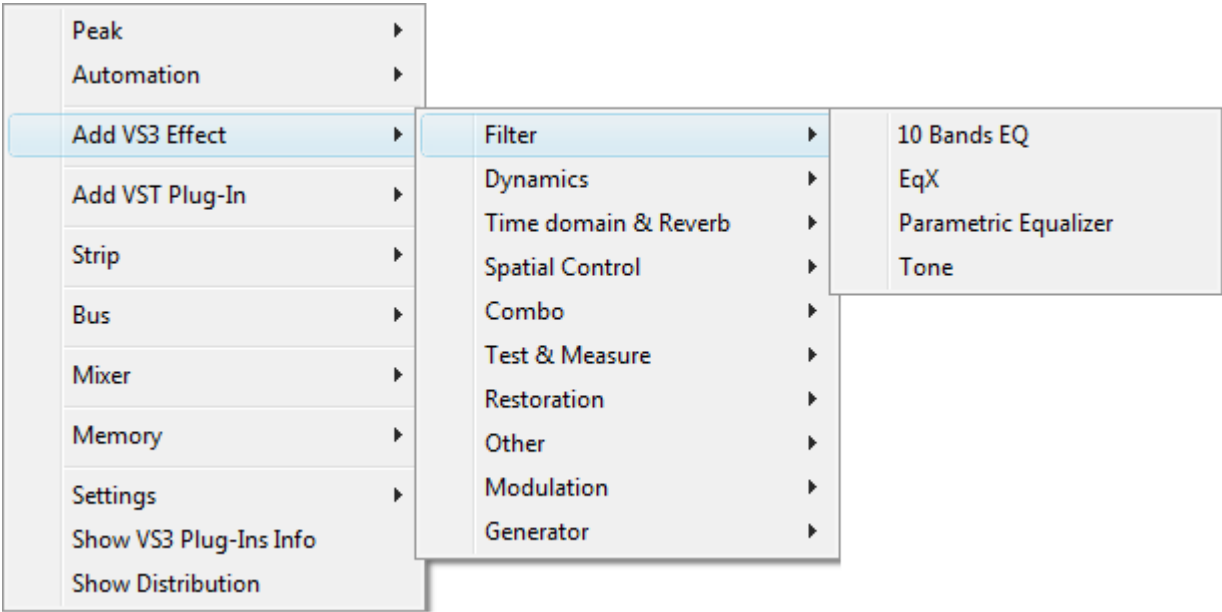 Peak
Automation
Add VS3 Effect
Add VST Plug-In
Strip
Bus
Mixer
Memory
Settings
Show VS3 Plug-Ins Info
Show Distribution
Filter
Dynamics
Time domain & Reverb
Spatial Control
Combo
Test & Measure
Restoration
Other
Modulation
Generator
10 Bands EQ
EqX
Parametric Equalizer
Tone